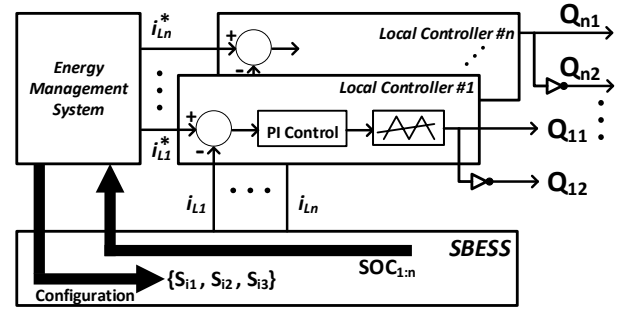 i*Ln
Local Controller #n
Qn1
Energy
Management
System
Qn2
Local Controller #1
i*L1
PI Control
Q11
Q12
iL1
iLn
SBESS
SOC1:n
{Si1 , Si2 , Si3}
Configuration